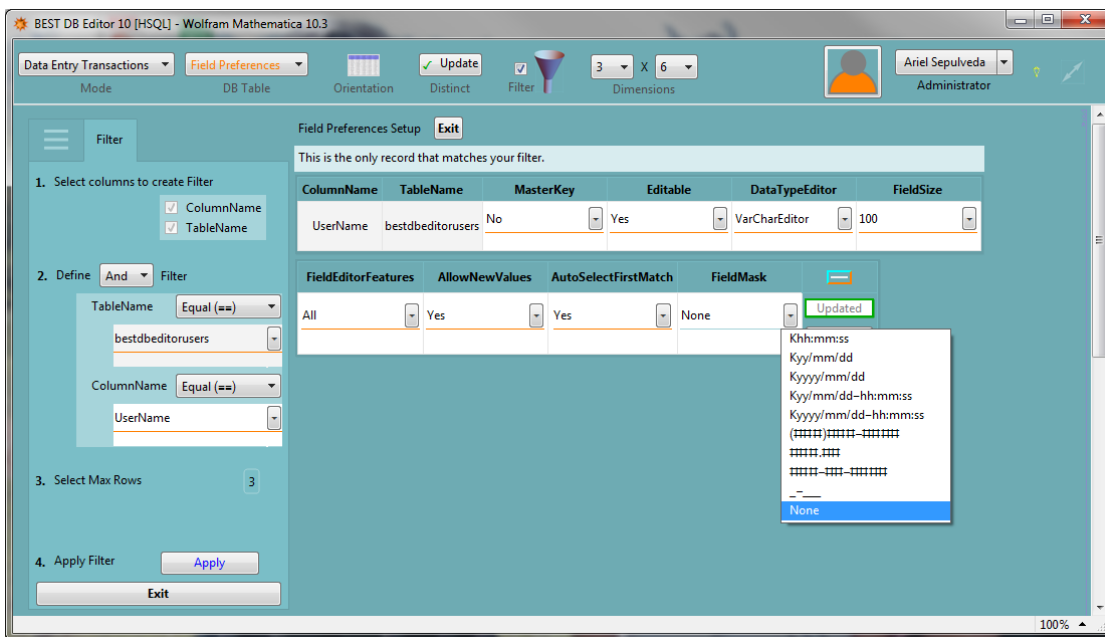 BEST DB Editor 10 [HSQL] - Wolfram Mathematica 10.3
Data Entry Transactions Field Preferences ✓ Update 3 X 6 Ariel Sepulveda
Mode DB Table Orientation Distinct Filter Dimensions Administrator
Filter
1. Select columns to create Filter
ColumnName
TableName
2. Define And Filter
TableName Equal (==)
bestdbeditorusers
ColumnName Equal (==)
UserName
3. Select Max Rows 3
4. Apply Filter Apply
Exit
Field Preferences Setup Exit
This is the only record that matches your filter.
ColumnName TableName MasterKey Editable DataTypeEditor FieldSize
UserName bestdbeditorusers No Yes VarCharEditor 100
FieldEditorFeatures AllowNewValues AutoSelectFirstMatch FieldMask
All Yes Yes None Updated
Khh:mm:ss
Kyy/mm/dd
Kyyyy/mm/dd
Kyy/mm/dd-hh:mm:ss
Kyyyy/mm/dd-hh:mm:ss
(###)###-####
###.##
###-##-####
_-___
None
100%